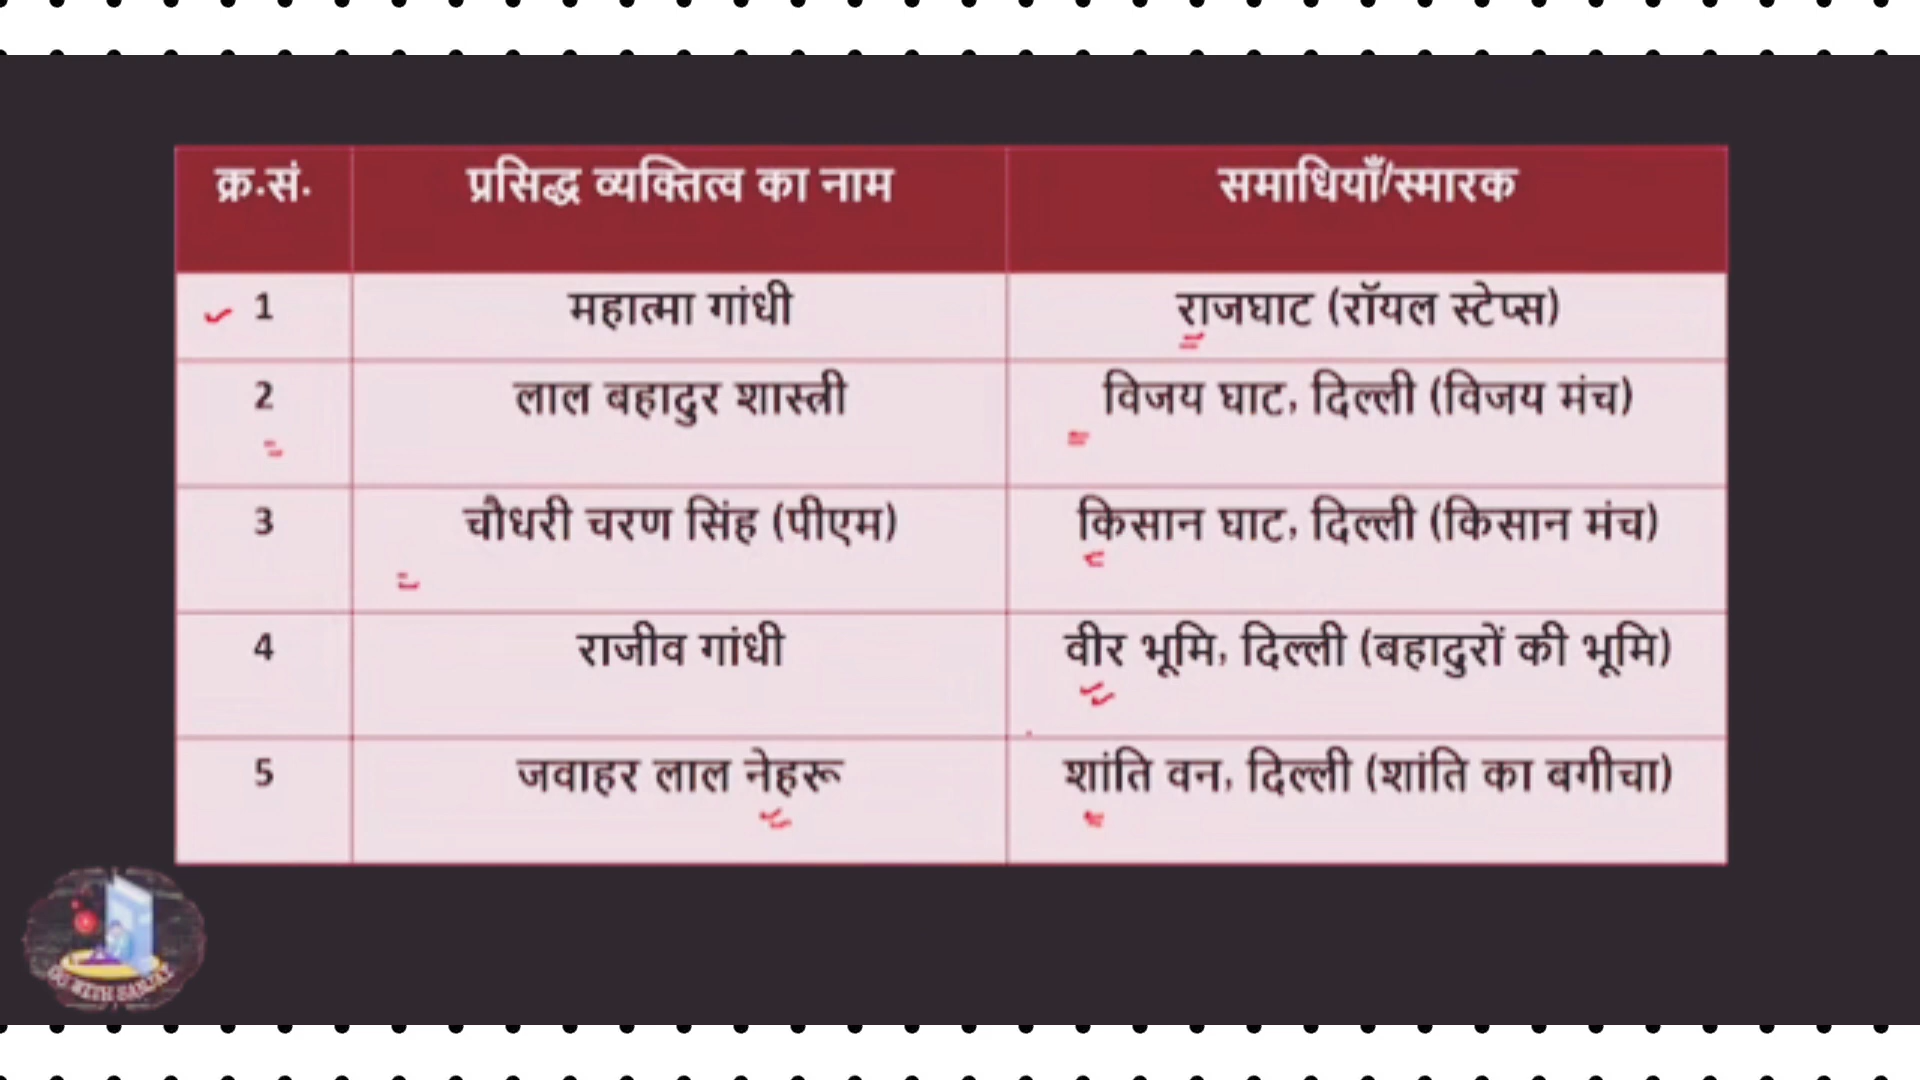 क्र.सं. प्रसिद्ध व्यक्तित्व का नाम समाधियाँ/स्मारक
1 महात्मा गांधी राजघाट (रॉयल स्टेप्स)
2 लाल बहादुर शास्त्री विजय घाट, दिल्ली (विजय मंच)
3 चौधरी चरण सिंह (पीएम) किसान घाट, दिल्ली (किसान मंच)
4 राजीव गांधी वीर भूमि, दिल्ली (बहादुरों की भूमि)
5 जवाहर लाल नेहरू शांति वन, दिल्ली (शांति का बगीचा)
WITH